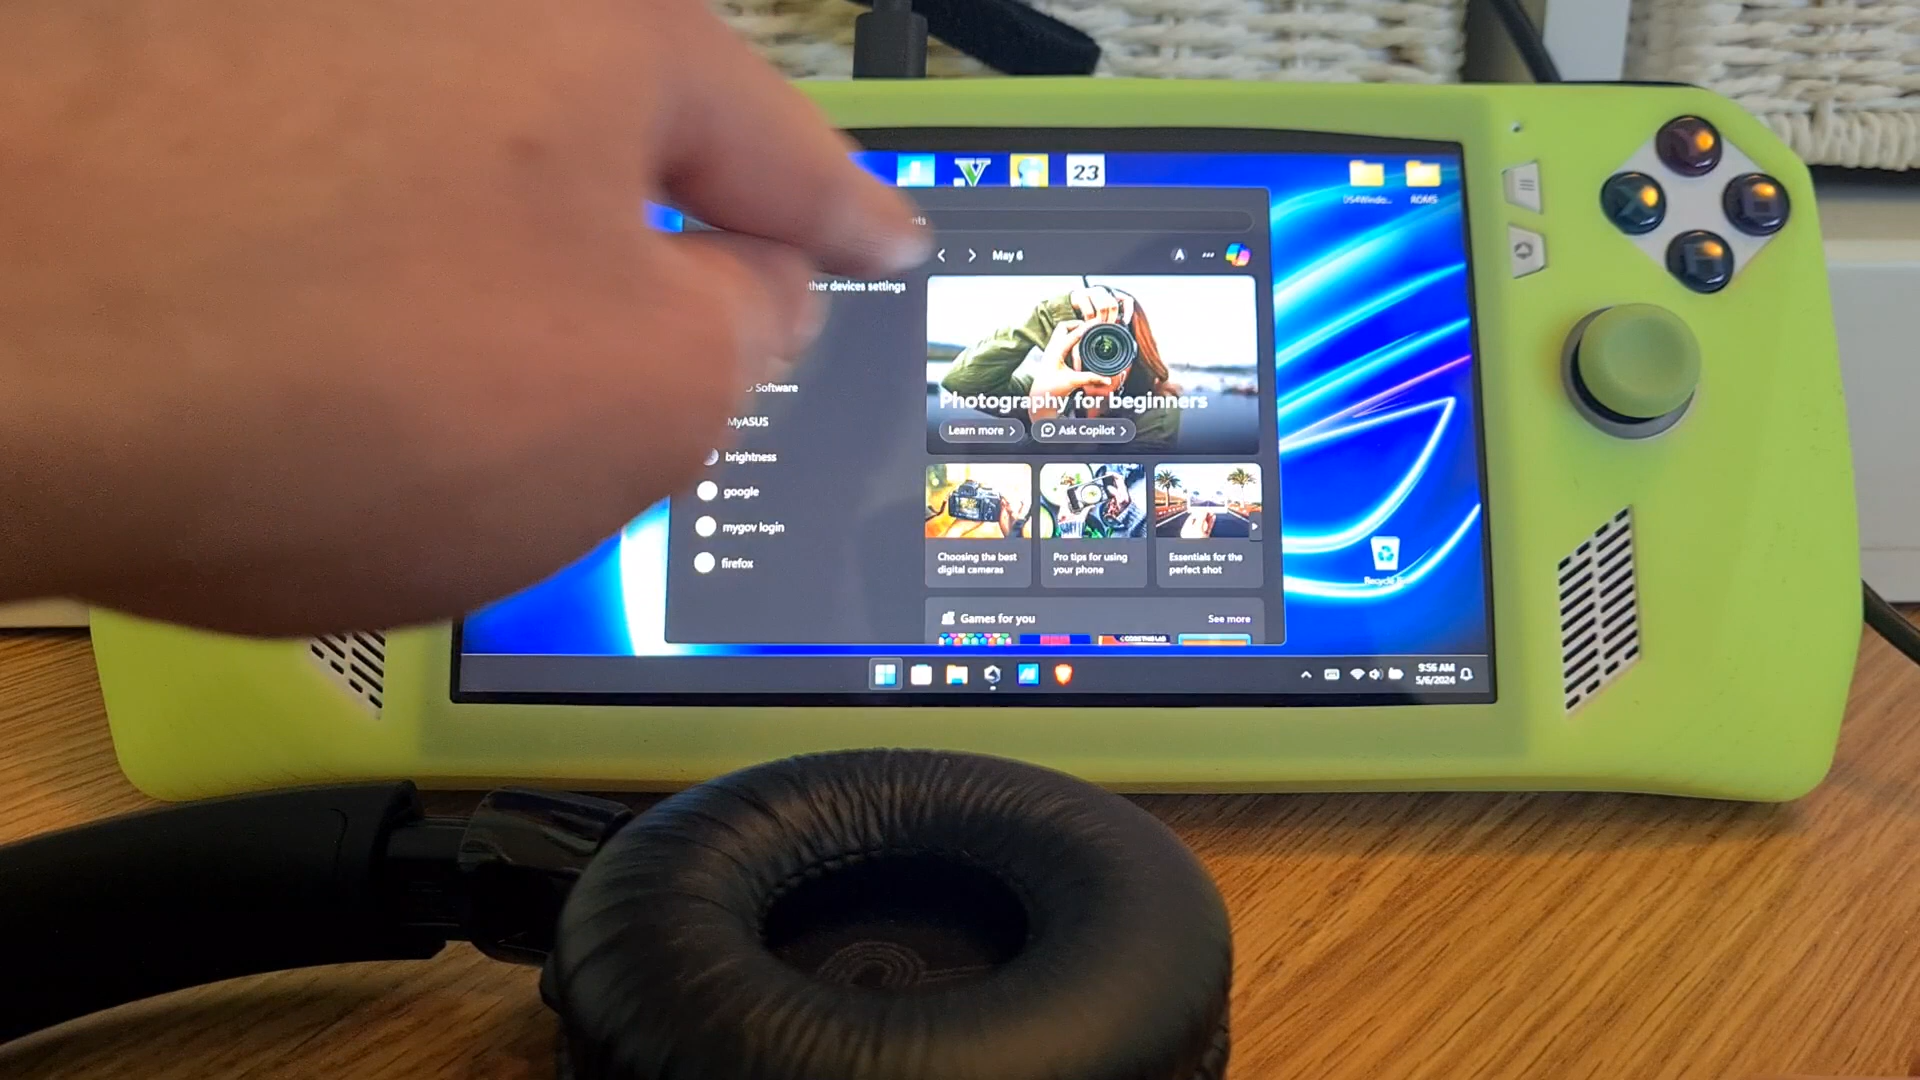 23
ROMS
nts
May 6
A
ther devices settings
Software
MyASUS
brightness
google
mygov login
firefox
Photography for beginners
Learn more
Ask Copilot
Choosing the best
digital cameras
Pro tips for using
your phone
Essentials for the
perfect shot
Games for you
See more
9:56 AM
5/6/2024